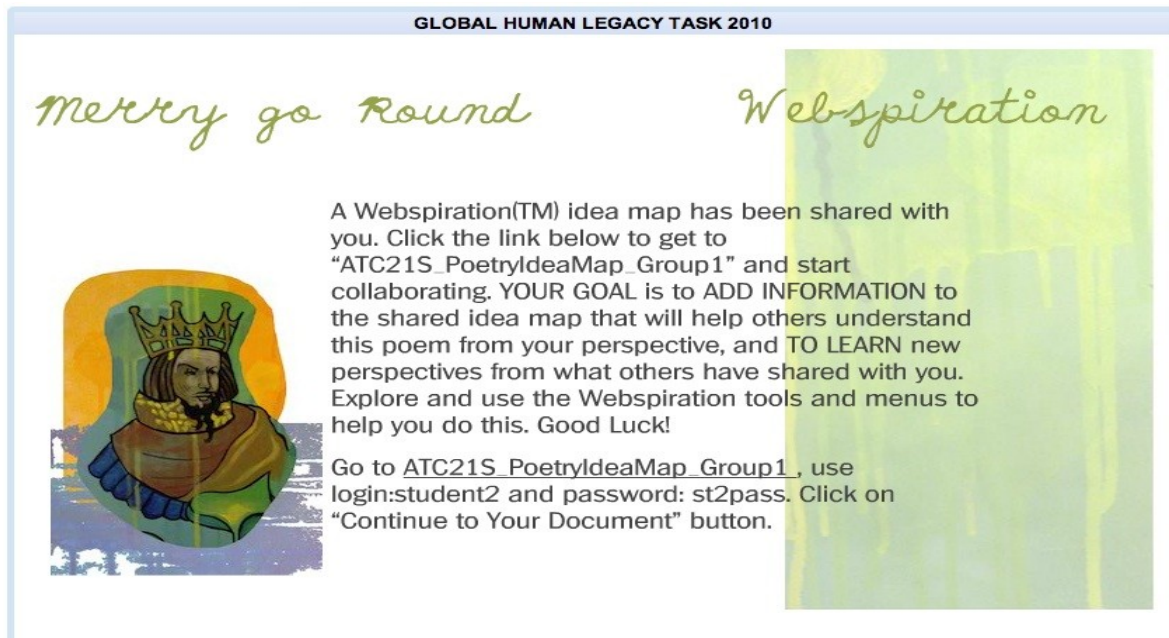 GLOBAL HUMAN LEGACY TASK 2010
Merry go Round
Webspiration
A Webspiration(TM) idea map has been shared with
you. Click the link below to get to
“ATC21S_PoetryIdeaMap_Group1” and start
collaborating. YOUR GOAL is to ADD INFORMATION to
the shared idea map that will help others understand
this poem from your perspective, and TO LEARN new
perspectives from what others have shared with you.
Explore and use the Webspiration tools and menus to
help you do this. Good Luck!
Go to ATC21S_PoetryIdeaMap_Group1 , use
login:student2 and password: st2pass. Click on
“Continue to Your Document” button.